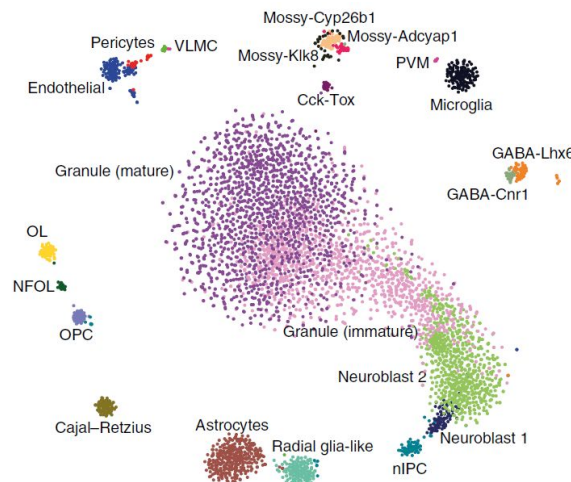 Mossy-Cyp26b1
Pericytes
VLMC
Mossy-Adcyap1
Mossy-Klk8
PVM
Endothelial
Cck-Tox
Microglia
GABA-Lhx6
Granule (mature)
GABA-Cnr1
OL
NFOL
OPC
Granule (immature)
Neuroblast 2
Cajal–Retzius
Astrocytes
Radial glia-like
Neuroblast 1
nIPC